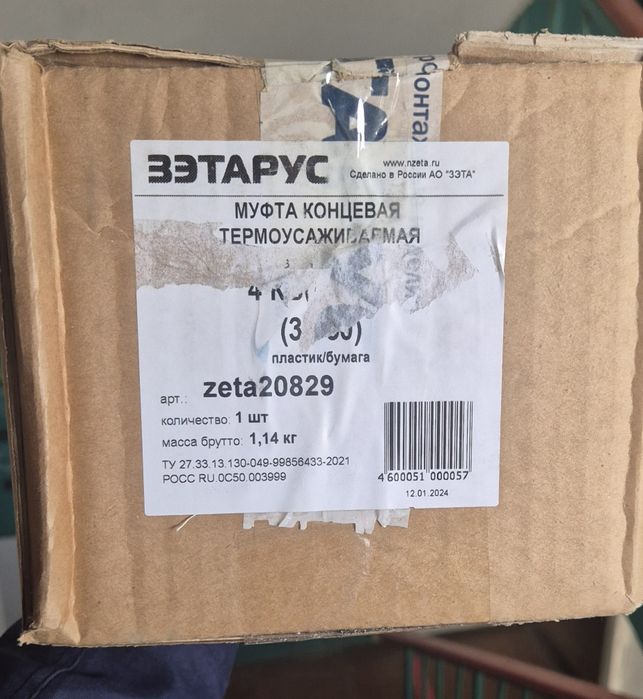 ЗЭТАРУС
www.nzeta.ru
Сделано в России АО "ЗЭТА"
МУФТА КОНЦЕВАЯ
ТЕРМОУСАЖИВАЕМАЯ
пластик/бумага
арт.: zeta20829
количество: 1 шт
масса брутто: 1,14 кг
ТУ 27.33.13.130-049-99856433-2021
РОСС RU.0С50.003999
4 600051 000057
12.01.2024